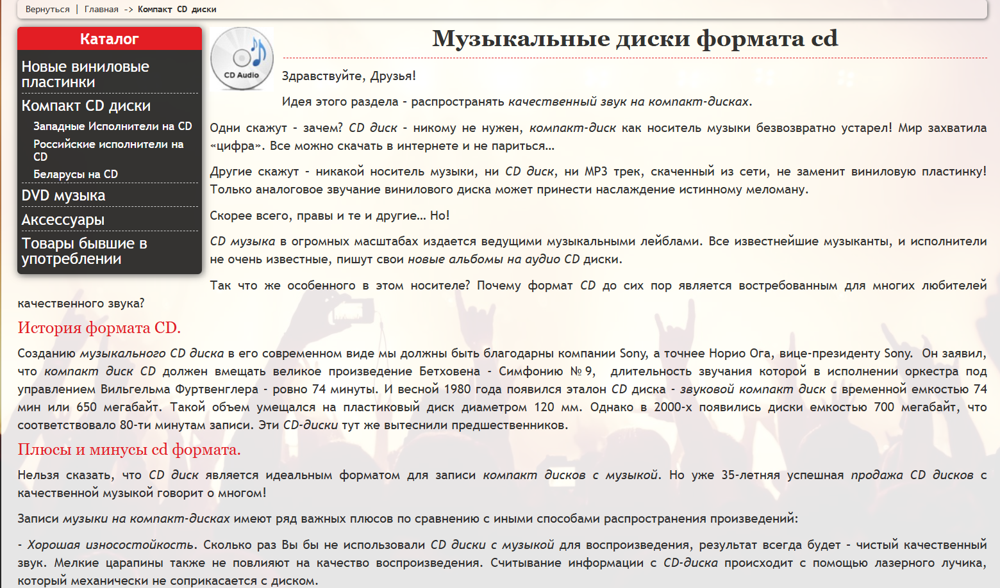 Вернуться | Главная -> Компакт CD диски
Каталог
Новые виниловые
пластинки
Компакт CD диски
Западные Исполнители на CD
Российские исполнители на
CD
Беларусы на CD
DVD музыка
Аксессуары
Товары бывшие в
употреблении
CD Audio
Музыкальные диски формата cd
Здравствуйте, Друзья!
Идея этого раздела – распространять качественный звук на компакт-дисках.
Одни скажут – зачем? CD диск – никому не нужен, компакт-диск как носитель музыки безвозвратно устарел! Мир захватила
«цифра». Все можно скачать в интернете и не париться…
Другие скажут – никакой носитель музыки, ни CD диск, ни MP3 трек, скаченный из сети, не заменит виниловую пластинку!
Только аналоговое звучание винилового диска может принести наслаждение истинному меломану.
Скорее всего, правы и те и другие… Но!
CD музыка в огромных масштабах издается ведущими музыкальными лейблами. Все известнейшие музыканты, и исполнители
не очень известные, пишут свои новые альбомы на аудио CD диски.
Так что же особенного в этом носителе? Почему формат CD до сих пор является востребованным для многих любителей
качественного звука?
История формата CD.
Созданию музыкального CD диска в его современном виде мы должны быть благодарны компании Sony, а точнее Норио Ога, вице-президенту Sony.  Он заявил,
что компакт диск CD должен вмещать великое произведение Бетховена - Симфонию №9,  длительность звучания которой в исполнении оркестра под
управлением Вильгельма Фуртвенглера - ровно 74 минуты. И весной 1980 года появился эталон CD диска - звуковой компакт диск с временной емкостью 74
мин или 650 мегабайт. Такой объем умещался на пластиковый диск диаметром 120 мм. Однако в 2000-х появились диски емкостью 700 мегабайт, что
соответствовало 80-ти минутам записи. Эти CD-диски тут же вытеснили предшественников.
Плюсы и минусы cd формата.
Нельзя сказать, что CD диск является идеальным форматом для записи компакт дисков с музыкой. Но уже 35-летняя успешная продажа CD дисков с
качественной музыкой говорит о многом!
Записи музыки на компакт-дисках имеют ряд важных плюсов по сравнению с иными способами распространения произведений:
- Хорошая износостойкость. Сколько раз Вы бы не использовали CD диски с музыкой для воспроизведения, результат всегда будет – чистый качественный
звук. Мелкие царапины также не повлияют на качество воспроизведения. Считывание информации с CD-диска происходит с помощью лазерного лучика,
который механически не соприкасается с диском.